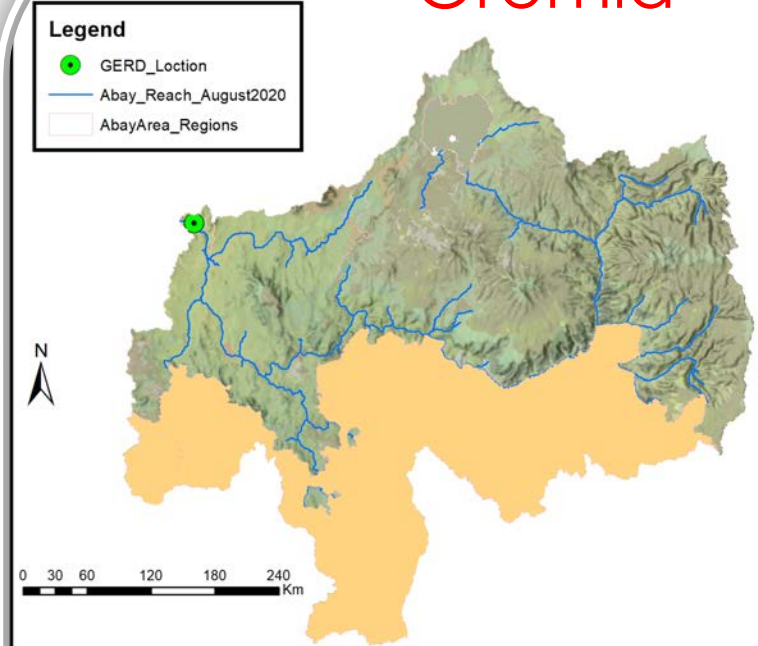 Oromia
Legend
GERD_Loction
Abay_Reach_August2020
AbayArea_Regions
N
0 30 60 120 180 240
Km